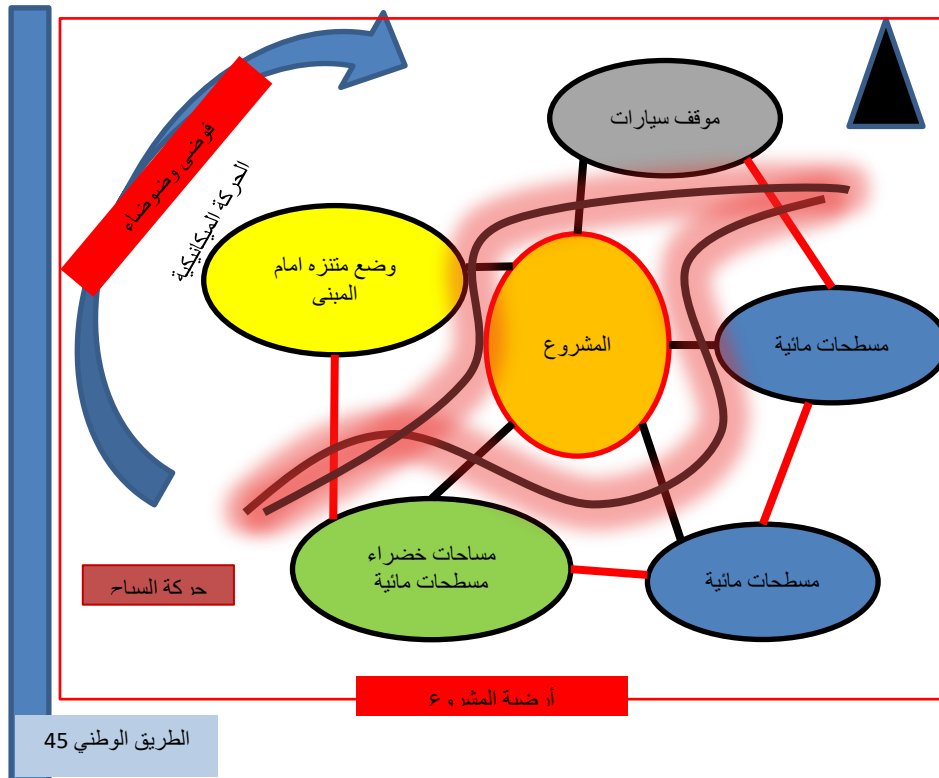 موقف سيارات
فوضى وضوضاء
الحركة الميكانيكية
وضع متنزه امام
المبنى
المشروع
مسطحات مائية
مساحات خضراء
مسطحات مائية
مسطحات مائية
حركة السياح
أرضية المشروع
الطريق الوطني 45